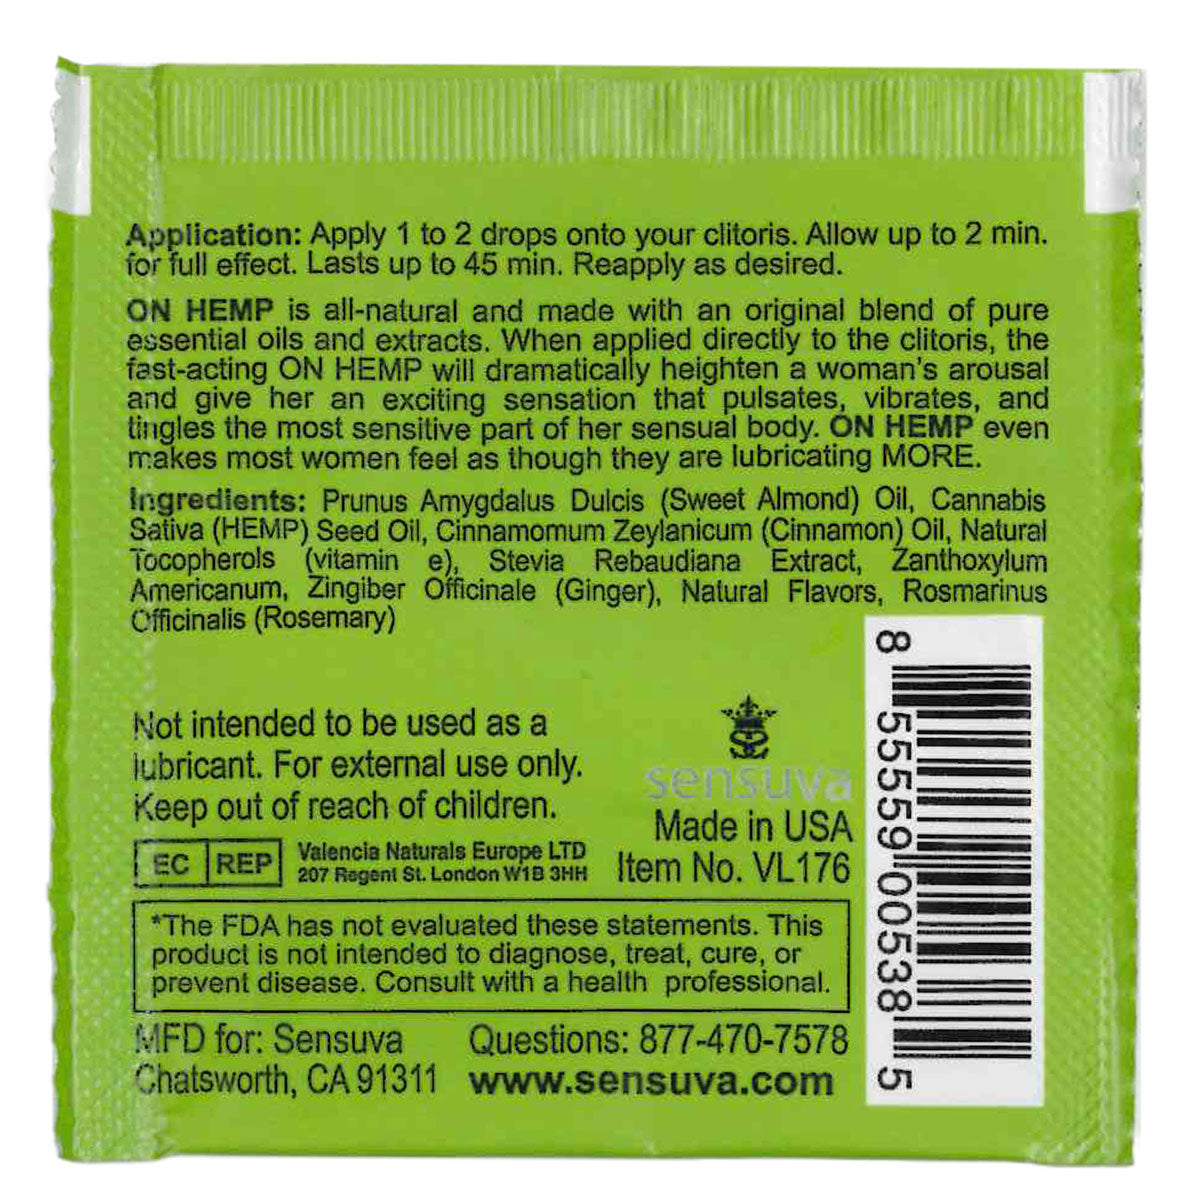 Application: Apply 1 to 2 drops onto your clitoris. Allow up to 2 min.
for full effect. Lasts up to 45 min. Reapply as desired.
ON HEMP is all-natural and made with an original blend of pure
essential oils and extracts. When applied directly to the clitoris, the
fast-acting ON HEMP will dramatically heighten a woman's arousal
and give her an exciting sensation that pulsates, vibrates, and
tingles the most sensitive part of her sensual body. ON HEMP even
makes most women feel as though they are lubricating MORE.
Ingredients: Prunus Amygdalus Dulcis (Sweet Almond) Oil, Cannabis
Sativa (HEMP) Seed Oil, Cinnamomum Zeylanicum (Cinnamon) Oil, Natural
Tocopherols (vitamin e), Stevia Rebaudiana Extract, Zanthoxylum
Americanum, Zingiber Officinale (Ginger), Natural Flavors, Rosmarinus
Officinalis (Rosemary)
Not intended to be used as a
lubricant. For external use only.
Keep out of reach of children.
EC REP
Valencia Naturals Europe LTD
207 Regent St. London W1B 3HH
sensuva
Made in USA
Item No. VL176
*The FDA has not evaluated these statements. This
product is not intended to diagnose, treat, cure, or
prevent disease. Consult with a health professional.
MFD for: Sensuva
Chatsworth, CA 91311
Questions: 877-470-7578
www.sensuva.com
8 55559 00538 5